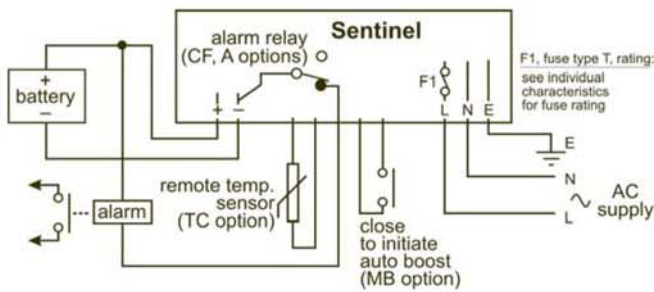 Sentinel
alarm relay
(CF, A options)
F1, fuse type T, rating:
see individual
characteristics
for fuse rating
F1
+
battery
–
+ –
L N E
E
N
AC
supply
L
remote temp.
sensor
(TC option)
alarm
close
to initiate
auto boost
(MB option)